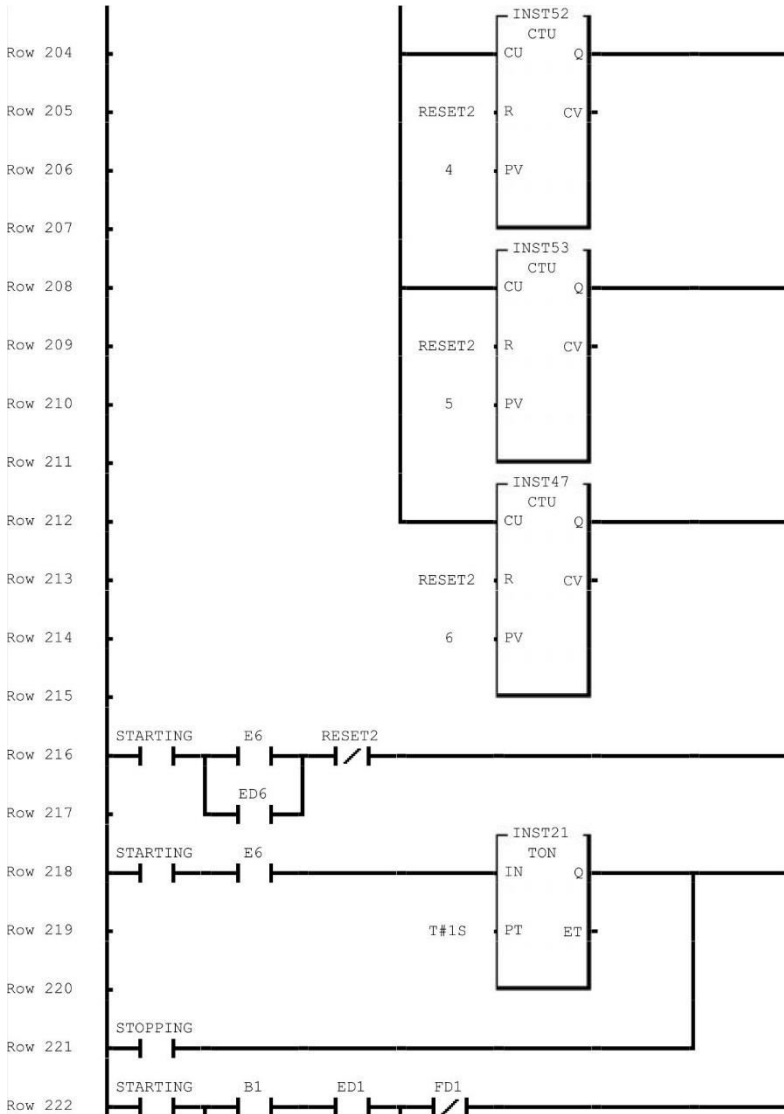 INST52
CTU
Row 204 CU Q
Row 205 RESET2 R CV
Row 206 4 PV
Row 207
INST53
CTU
Row 208 CU Q
Row 209 RESET2 R CV
Row 210 5 PV
Row 211
INST47
CTU
Row 212 CU Q
Row 213 RESET2 R CV
Row 214 6 PV
Row 215
STARTING E6 RESET2
Row 216
ED6
Row 217
INST21
STARTING E6 TON
Row 218 IN Q
Row 219 T#1S PT ET
Row 220
STOPPING
Row 221
STARTING B1 ED1 FD1
Row 222